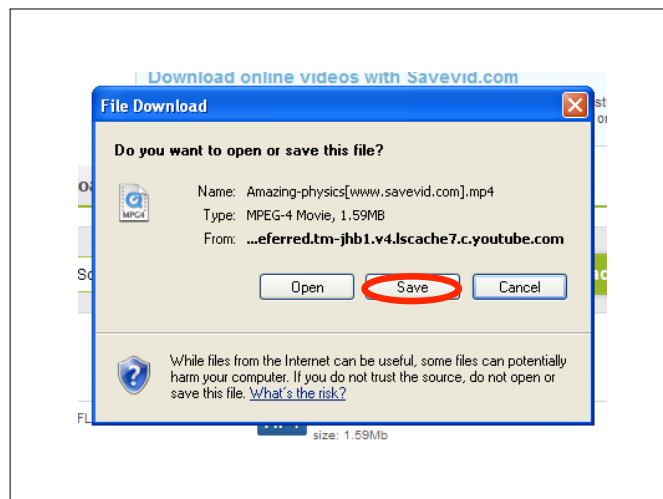 Download online videos with Savevid.com
File Download
Do you want to open or save this file?
MPC4
Name: Amazing-physics[www.savevid.com].mp4
Type: MPEG-4 Movie, 1.59MB
From: ...eferred.tm-jhb1.v4.lscache7.c.youtube.com
Open Save Cancel
While files from the Internet can be useful, some files can potentially
harm your computer. If you do not trust the source, do not open or
save this file. What's the risk?
size: 1.59Mb